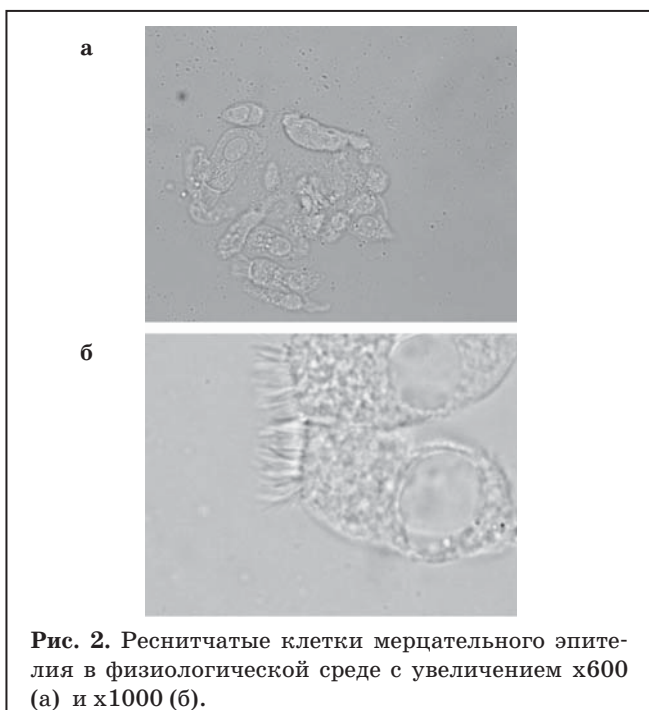 а
б
Рис. 2. Реснитчатые клетки мерцательного эпите-
лия в физиологической среде с увеличением х600
(а) и х1000 (б).